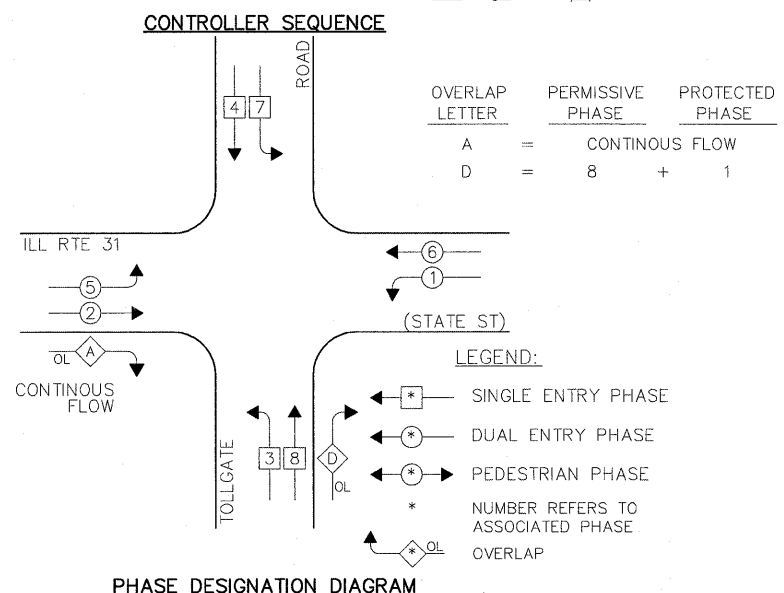 CONTROLLER SEQUENCE
ROAD
4 7
OVERLAP LETTER PERMISSIVE PHASE PROTECTED PHASE
A = CONTINOUS FLOW
D = 8 + 1
ILL RTE 31
6
5
1
2
(STATE ST)
OL A
CONTINOUS
FLOW
TOLLGATE
3 8 D
OL
LEGEND:
* SINGLE ENTRY PHASE
* DUAL ENTRY PHASE
* PEDESTRIAN PHASE
* NUMBER REFERS TO
ASSOCIATED PHASE
* OL OVERLAP
PHASE DESIGNATION DIAGRAM